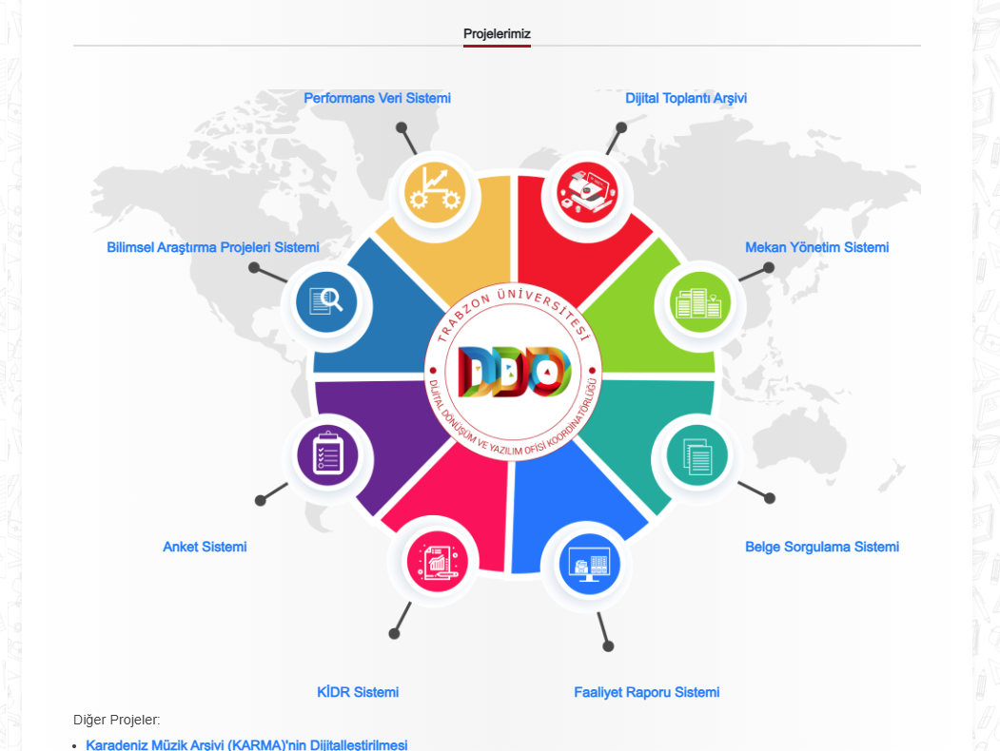 Projelerimiz
Performans Veri Sistemi
Dijital Toplantı Arşivi
Bilimsel Araştırma Projeleri Sistemi
Mekan Yönetim Sistemi
TRABZON ÜNİVERSİTESİ
DDO
DİJİTAL DÖNÜŞÜM VE YAZILIM OFİSİ KOORDİNATÖRLÜĞÜ
Anket Sistemi
Belge Sorgulama Sistemi
KİDR Sistemi
Faaliyet Raporu Sistemi
Diğer Projeler:
• Karadeniz Müzik Arşivi (KARMA)'nin Dijitalleştirilmesi